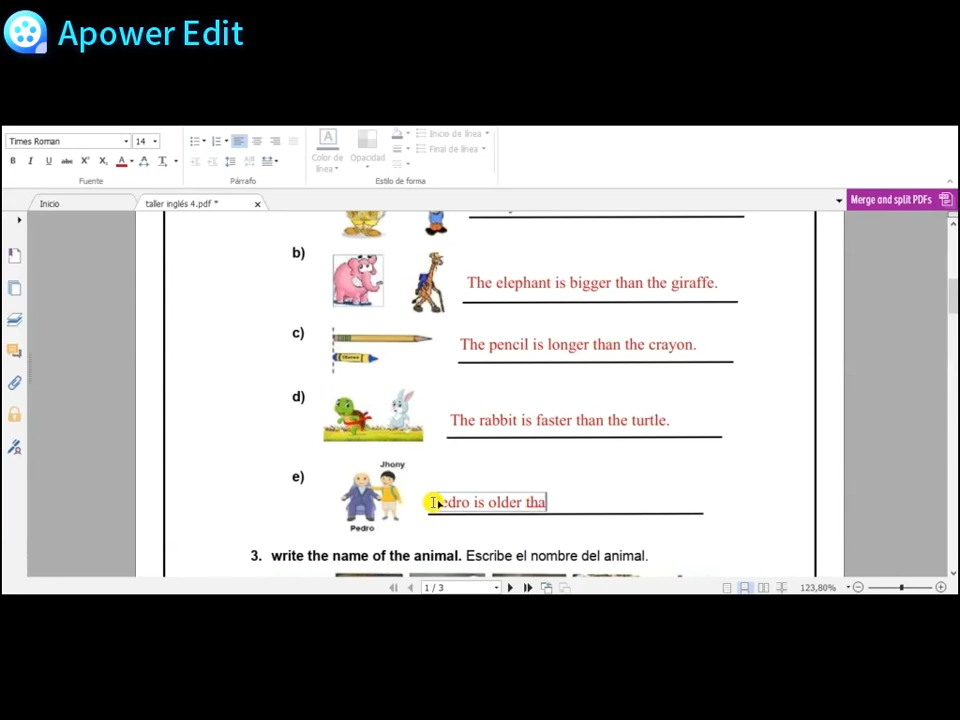 Apower Edit
Times Roman 14
Inicio de línea
Final de línea
Color de línea
Opacidad
Fuente Párrafo Estilo de forma
Inicio taller inglés 4.pdf * Merge and split PDFs
b)
The elephant is bigger than the giraffe.
c)
The pencil is longer than the crayon.
d)
The rabbit is faster than the turtle.
Jhony
e)
Pedro is older tha
Pedro
3. write the name of the animal. Escribe el nombre del animal.
1 / 3 123,80%